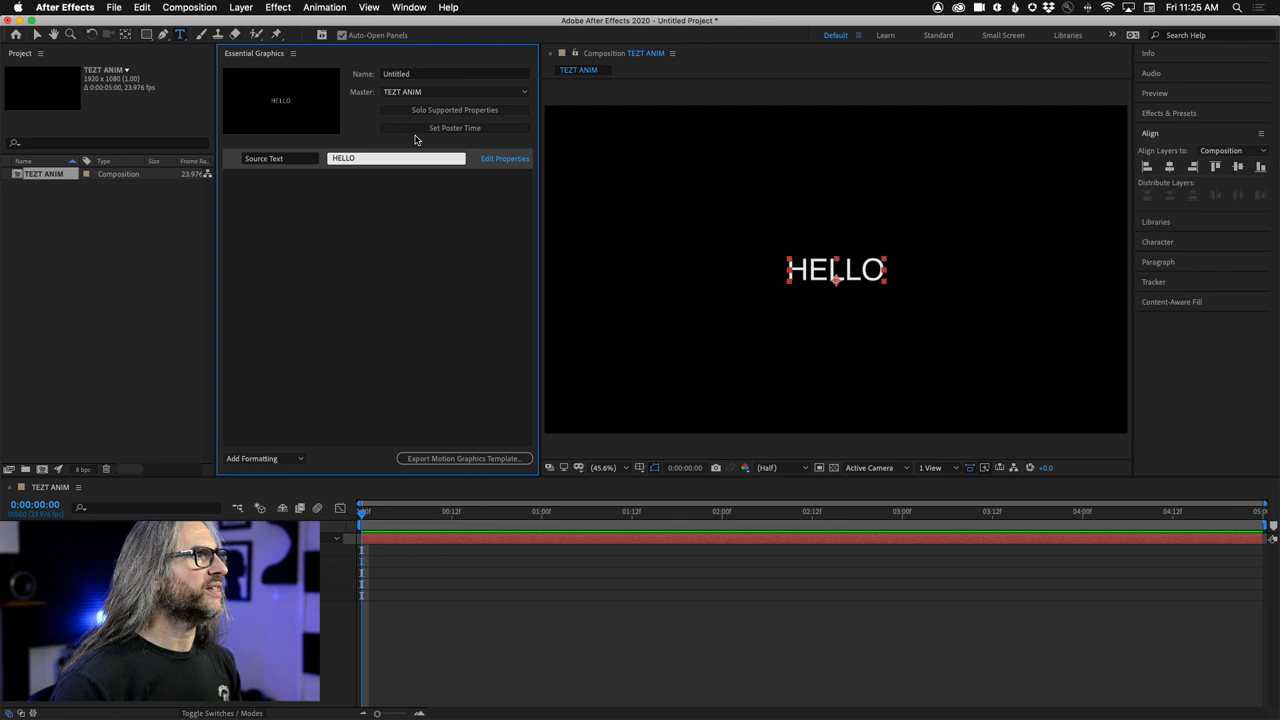 After Effects File Edit Composition Layer Effect Animation View Window Help
Fri 11:25 AM
Adobe After Effects 2020 - Untitled Project *
Auto-Open Panels
Default
Learn
Standard
Small Screen
Libraries
Search Help
Project
TEZT ANIM
1920 x 1080 (1.00)
Δ 0:00:05:00, 23.976 fps
Name
Type
Size
Frame Ra...
TEZT ANIM
Composition
23.976
8 bpc
Essential Graphics
HELLO
Name:
Untitled
Master:
TEZT ANIM
Solo Supported Properties
Set Poster Time
Source Text
HELLO
Edit Properties
Add Formatting
Export Motion Graphics Template...
Composition TEZT ANIM
TEZT ANIM
HELLO
(45.6%)
0:00:00:00
(Half)
Active Camera
1 View
+0.0
Info
Audio
Preview
Effects & Presets
Align
Align Layers to:
Composition
Distribute Layers:
Libraries
Character
Paragraph
Tracker
Content-Aware Fill
TEZT ANIM
0:00:00:00
00000 (23.976 fps)
00:12f
01:00f
01:12f
02:00f
02:12f
03:00f
03:12f
04:00f
04:12f
Toggle Switches / Modes